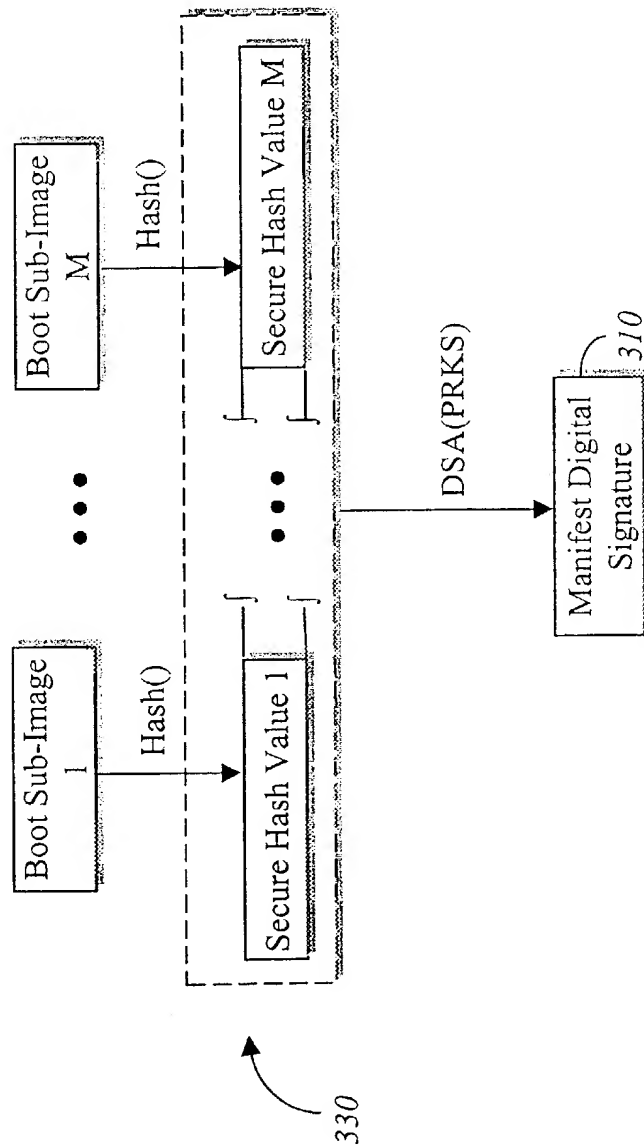 Boot Sub-Image
1
Boot Sub-Image
M
Hash()
Hash()
Secure Hash Value 1
Secure Hash Value M
330
DSA(PRKS)
Manifest Digital
Signature
310